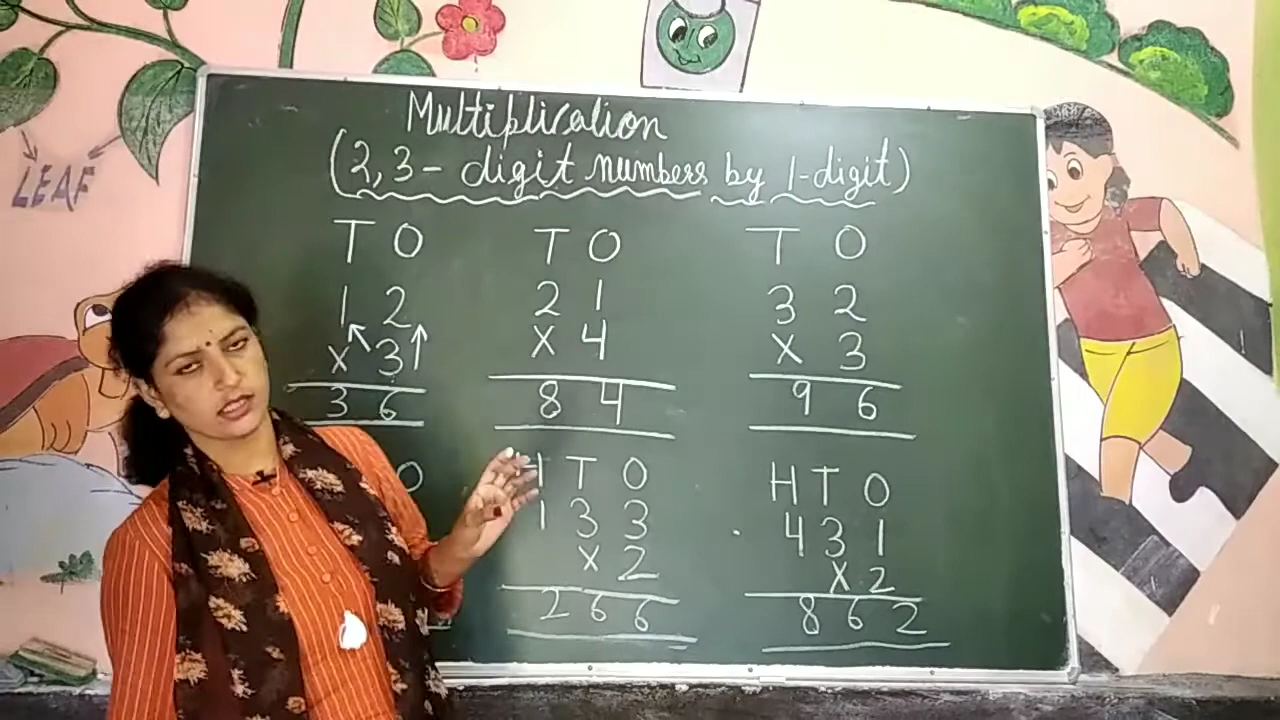 Multiplication
(2,3 - digit numbers by 1-digit)
LEAF
T O
1 2
x 3
3 6
T O
2 1
x 4
8 4
T O
3 2
x 3
9 6
O
H T O
1 3 3
x 2
2 6 6
H T O
4 3 1
x 2
8 6 2